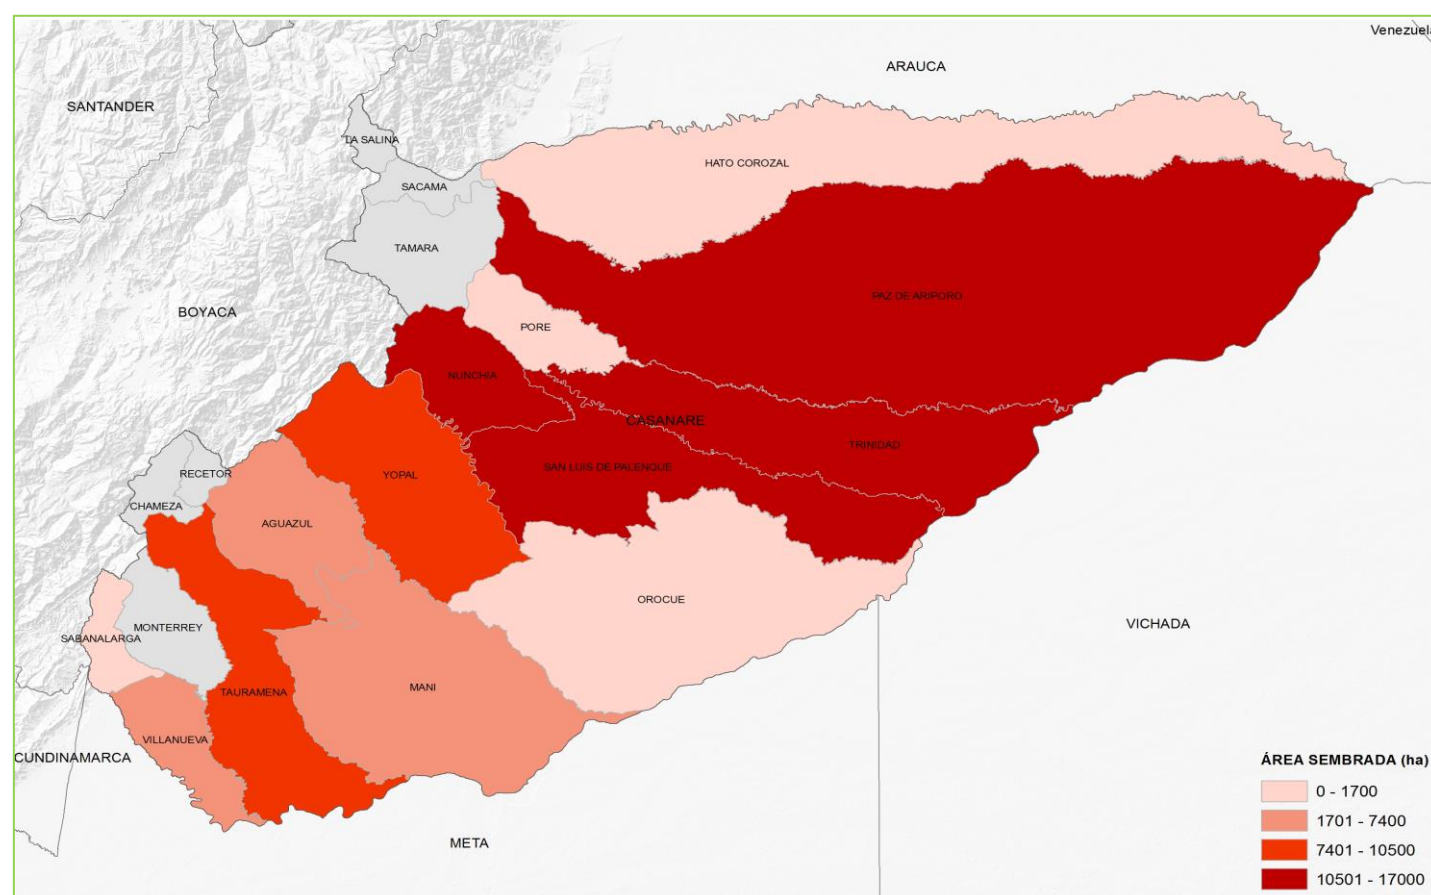 Venezuela
ARAUCA
SANTANDER
LA SALINA
HATO COROZAL
SACAMA
TAMARA
PAZ DE ARIPORO
BOYACA
PORE
NUNCHIA
CASANARE
TRINIDAD
SAN LUIS DE PALENQUE
YOPAL
RECETOR
CHAMEZA
AGUAZUL
OROCUE
VICHADA
MONTERREY
SABANALARGA
MANI
TAURAMENA
VILLANUEVA
CUNDINAMARCA
META
ÁREA SEMBRADA (ha)
0 - 1700
1701 - 7400
7401 - 10500
10501 - 17000